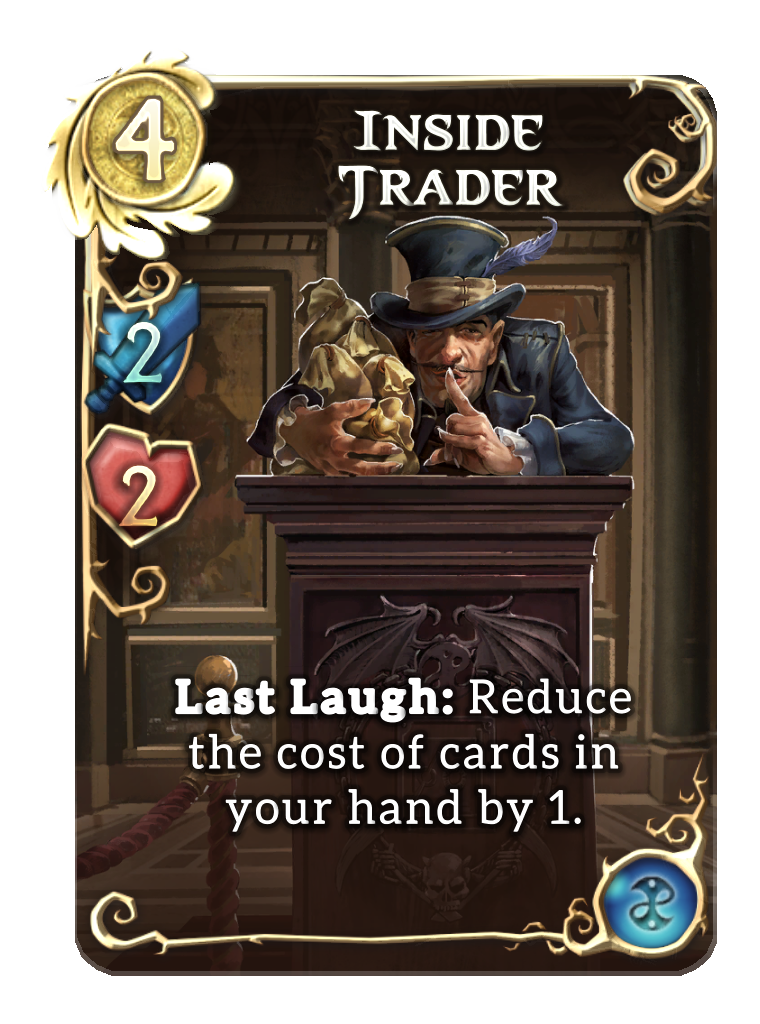 4
INSIDE
TRADER
2
2
Last Laugh: Reduce
the cost of cards in
your hand by 1.